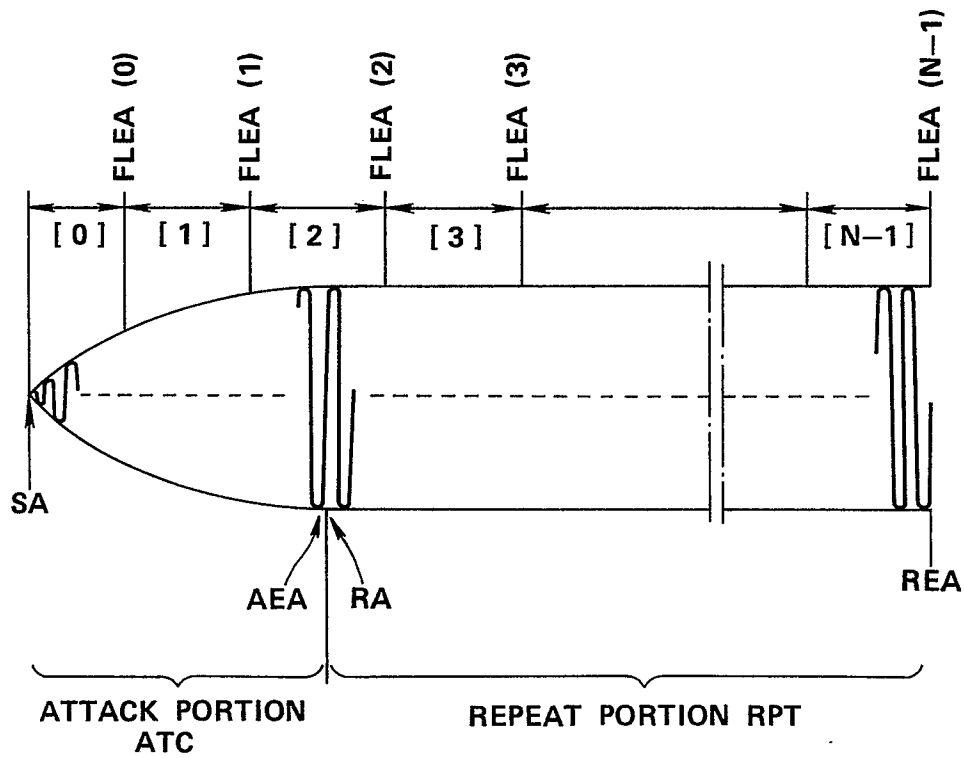 FLEA (0)
FLEA (1)
FLEA (2)
FLEA (3)
FLEA (N−1)
[ 0 ]
[ 1 ]
[ 2 ]
[ 3 ]
[ N−1 ]
SA
AEA
RA
REA
ATTACK PORTION
ATC
REPEAT PORTION RPT